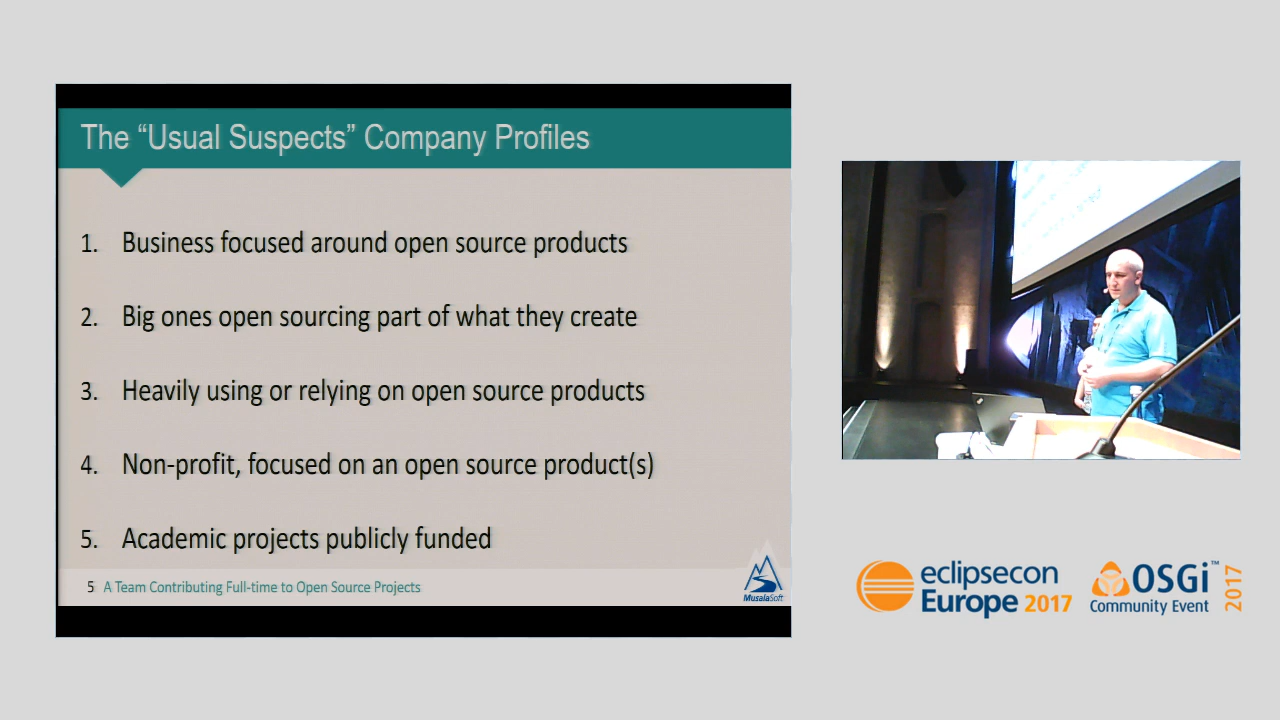 The “Usual Suspects” Company Profiles
1. Business focused around open source products
2. Big ones open sourcing part of what they create
3. Heavily using or relying on open source products
4. Non-profit, focused on an open source product(s)
5. Academic projects publicly funded
5 A Team Contributing Full-time to Open Source Projects
MusalaSoft
eclipsecon
Europe 2017
OSGi™
Community Event
2017